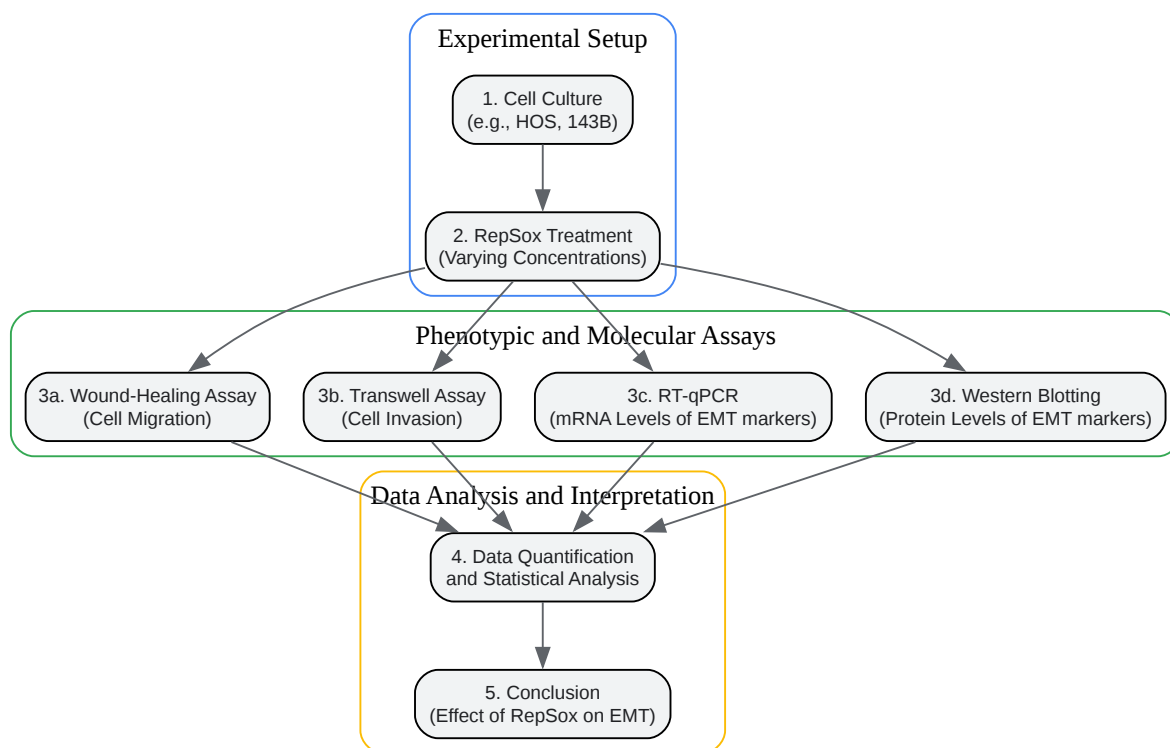 Experimental Setup
1. Cell Culture
(e.g., HOS, 143B)
2. RepSox Treatment
(Varying Concentrations)
Phenotypic and Molecular Assays
3a. Wound-Healing Assay
(Cell Migration)
3b. Transwell Assay
(Cell Invasion)
3c. RT-qPCR
(mRNA Levels of EMT markers)
3d. Western Blotting
(Protein Levels of EMT markers)
Data Analysis and Interpretation
4. Data Quantification
and Statistical Analysis
5. Conclusion
(Effect of RepSox on EMT)